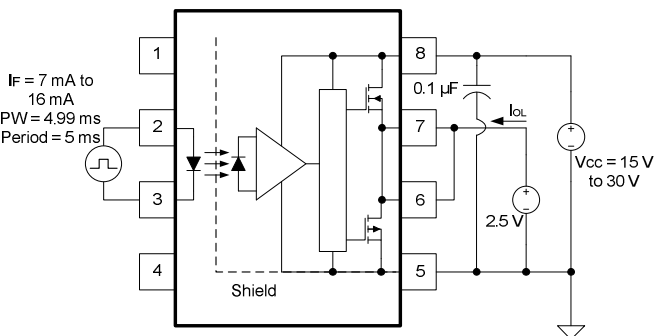 IF = 7 mA to
16 mA
PW = 4.99 ms
Period = 5 ms
1
2
3
4
Shield
8
7
6
5
0.1 µF
IOL
2.5 V
+
−
+
−
Vcc = 15 V
to 30 V